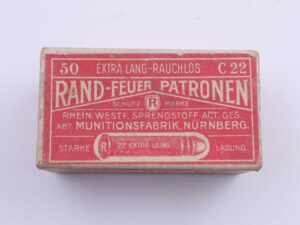 50 EXTRA LANG-RAUCHLOS C 22
RAND-FEUER PATRONEN
SCHUTZ R MARKE
RHEIN. WESTF. SPRENGSTOFF ACT. GES.
ABT. MUNITIONSFABRIK, NÜRNBERG.
STARKE R 22 EXTRA LANG LADUNG.